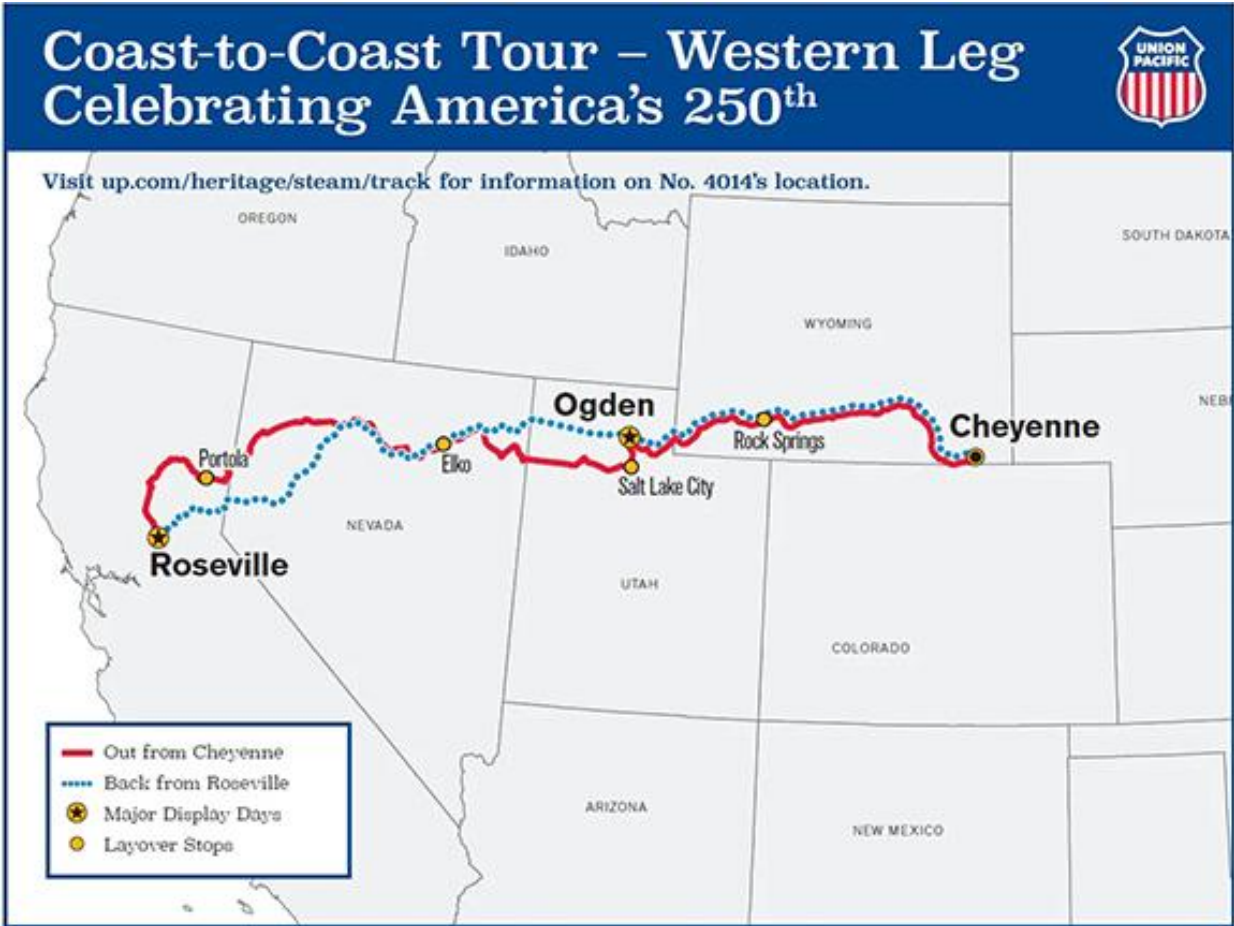 Coast-to-Coast Tour – Western Leg
Celebrating America's 250th
UNION
PACIFIC
Visit up.com/heritage/steam/track for information on No. 4014's location.
OREGON
IDAHO
SOUTH DAKOTA
WYOMING
NEB
Ogden
Cheyenne
Rock Springs
Portola
Elko
Salt Lake City
NEVADA
Roseville
UTAH
COLORADO
Out from Cheyenne
Back from Roseville
Major Display Days
Layover Stops
ARIZONA
NEW MEXICO